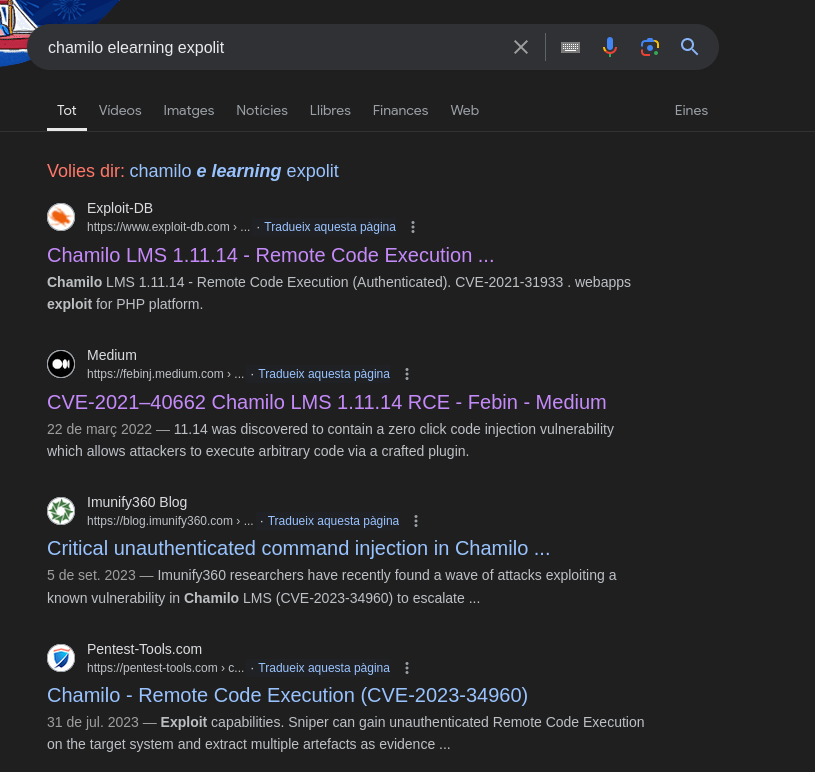 chamilo elearning expolit
Tot Vídeos Imatges Notícies Llibres Finances Web Eines
Volies dir: chamilo e learning expolit
Exploit-DB
https://www.exploit-db.com › ... · Tradueix aquesta pàgina
Chamilo LMS 1.11.14 - Remote Code Execution ...
Chamilo LMS 1.11.14 - Remote Code Execution (Authenticated). CVE-2021-31933 . webapps
exploit for PHP platform.
Medium
https://febinj.medium.com › ... · Tradueix aquesta pàgina
CVE-2021–40662 Chamilo LMS 1.11.14 RCE - Febin - Medium
22 de març 2022 — 11.14 was discovered to contain a zero click code injection vulnerability
which allows attackers to execute arbitrary code via a crafted plugin.
Imunify360 Blog
https://blog.imunify360.com › ... · Tradueix aquesta pàgina
Critical unauthenticated command injection in Chamilo ...
5 de set. 2023 — Imunify360 researchers have recently found a wave of attacks exploiting a
known vulnerability in Chamilo LMS (CVE-2023-34960) to escalate ...
Pentest-Tools.com
https://pentest-tools.com › c... · Tradueix aquesta pàgina
Chamilo - Remote Code Execution (CVE-2023-34960)
31 de jul. 2023 — Exploit capabilities. Sniper can gain unauthenticated Remote Code Execution
on the target system and extract multiple artefacts as evidence ...